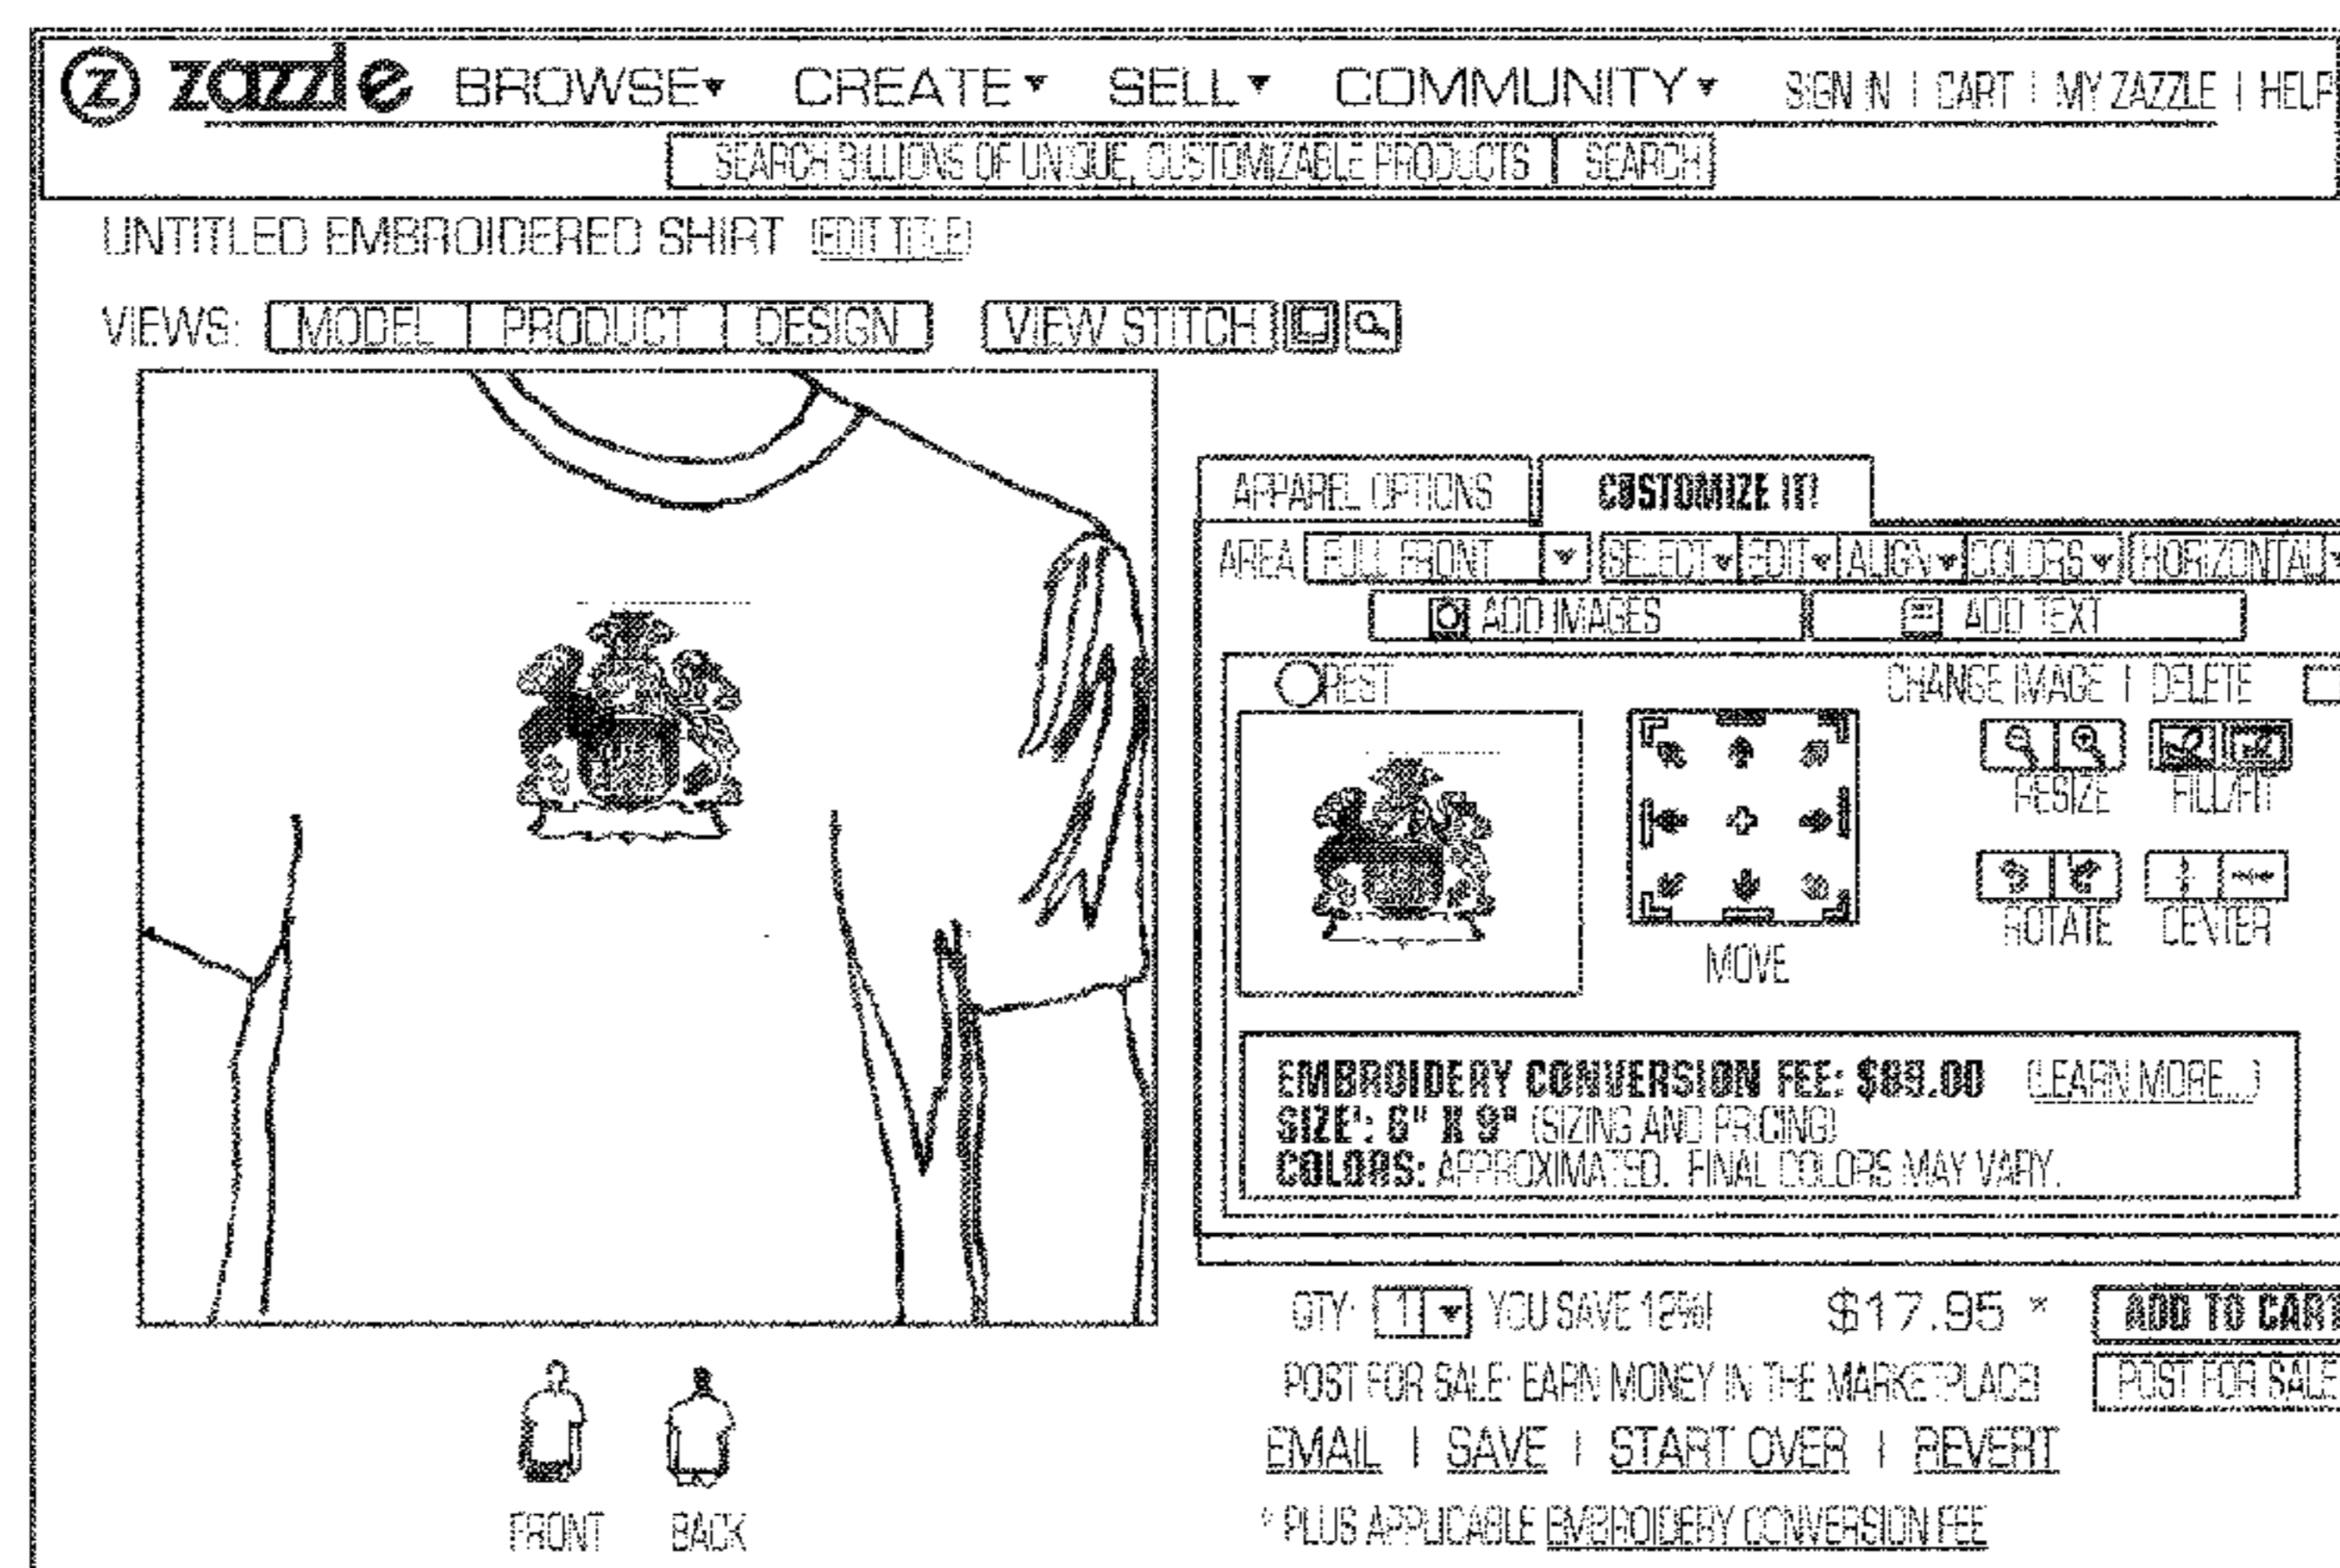 Z zazzle BROWSE CREATE SELL COMMUNITY SIGN IN | CART | MY ZAZZLE | HELP
SEARCH BILLIONS OF UNIQUE, CUSTOMIZABLE PRODUCTS SEARCH
UNTITLED EMBROIDERED SHIRT (EDIT TITLE)
VIEWS: MODEL PRODUCT DESIGN VIEW STITCH
APPAREL OPTIONS CUSTOMIZE IT!
AREA FULL FRONT SELECT EDIT ALIGN COLORS HORIZONTAL
ADD IMAGES ADD TEXT
CREST CHANGE IMAGE | DELETE
RESIZE FILL/FIT
ROTATE CENTER
MOVE
EMBROIDERY CONVERSION FEE: (LEARN MORE...)
(SIZING AND PRICING)
COLORS: APPROXIMATED. FINAL COLORS MAY VARY.
QTY: 1 YOU SAVE 12%! $17.95 * ADD TO CART
POST FOR SALE: EARN MONEY IN THE MARKETPLACE! POST FOR SALE
EMAIL | SAVE | START OVER | REVERT
* PLUS APPLICABLE EMBROIDERY CONVERSION FEE
FRONT BACK